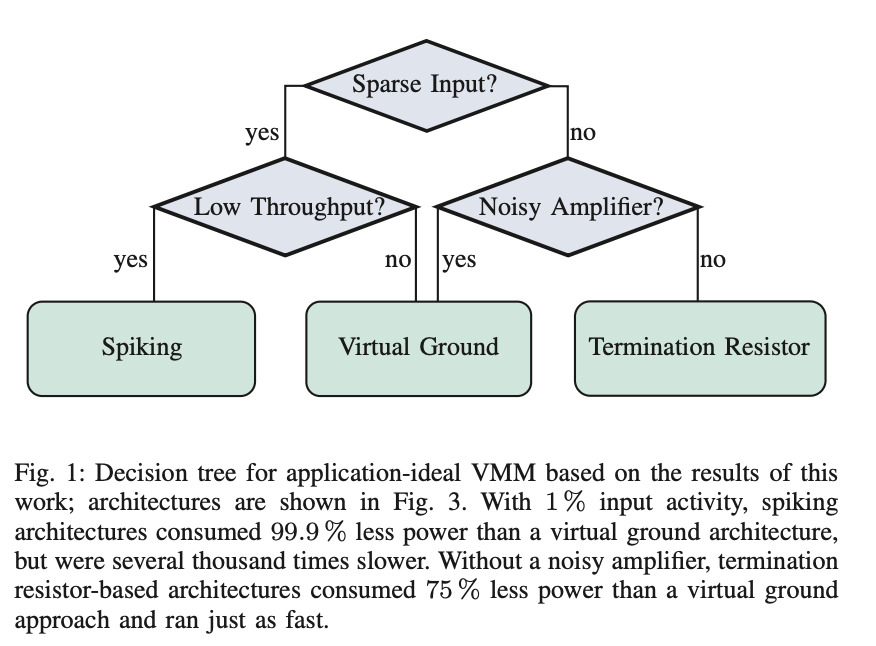 Sparse Input?
yes
no
Low Throughput?
Noisy Amplifier?
yes
no
yes
no
Spiking
Virtual Ground
Termination Resistor
Fig. 1: Decision tree for application-ideal VMM based on the results of this
work; architectures are shown in Fig. 3. With 1 % input activity, spiking
architectures consumed 99.9 % less power than a virtual ground architecture,
but were several thousand times slower. Without a noisy amplifier, termination
resistor-based architectures consumed 75 % less power than a virtual ground
approach and ran just as fast.